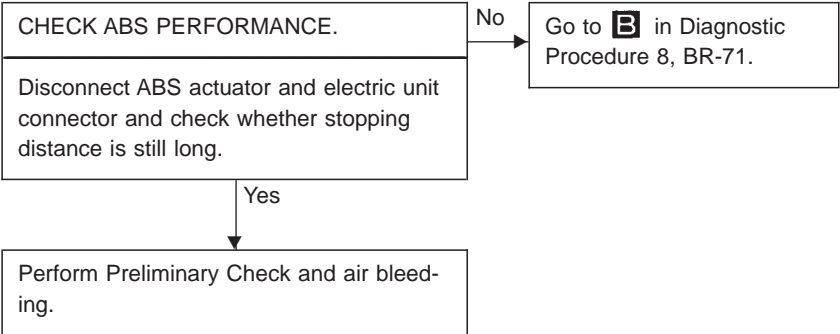 CHECK ABS PERFORMANCE.
Disconnect ABS actuator and electric unit
connector and check whether stopping
distance is still long.
No
Go to B in Diagnostic
Procedure 8, BR-71.
Yes
Perform Preliminary Check and air bleed-
ing.